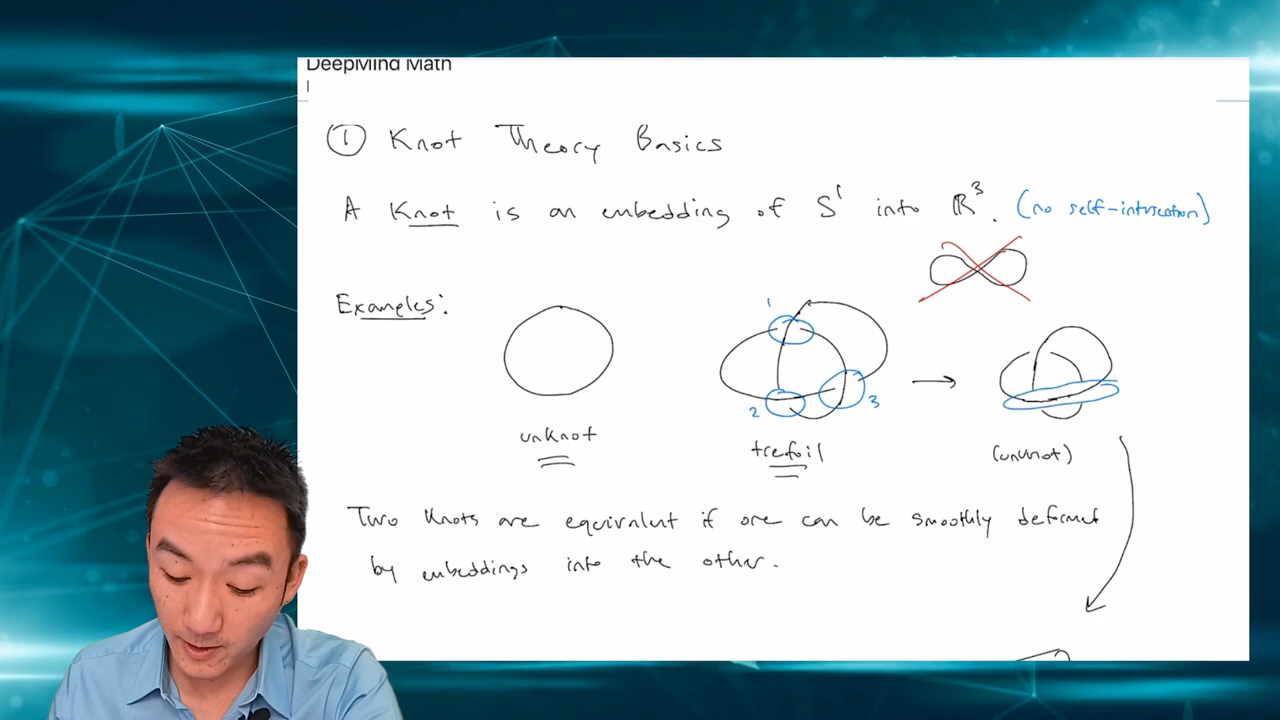 DeepMind Math
① Knot Theory Basics
A Knot is an embedding of S¹ into ℝ³. (no self-intersection)
Examples:
1
2
3
unknot
trefoil
(unknot)
Two knots are equivalent if one can be smoothly deformed
by embeddings into the other.